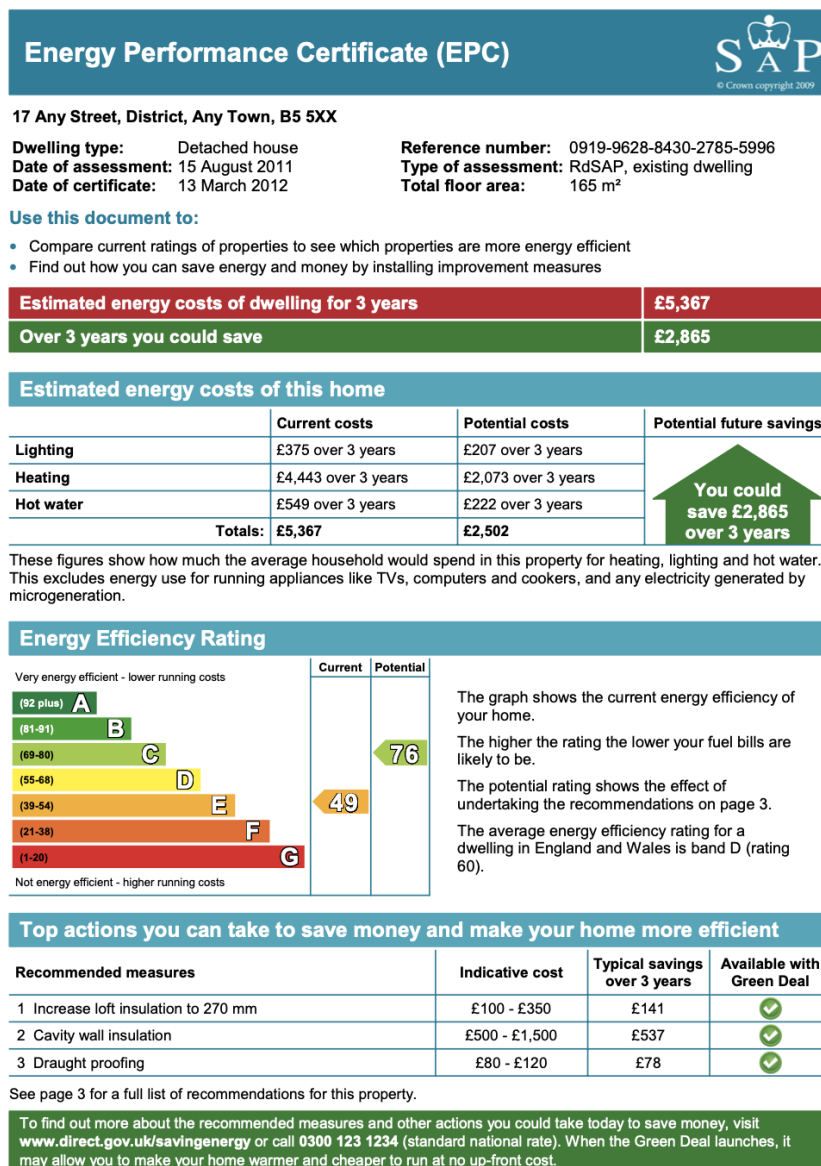 Energy Performance Certificate (EPC)
SAP
© Crown copyright 2009
17 Any Street, District, Any Town, B5 5XX
Dwelling type: Detached house
Date of assessment: 15 August 2011
Date of certificate: 13 March 2012
Reference number: 0919-9628-8430-2785-5996
Type of assessment: RdSAP, existing dwelling
Total floor area: 165 m²
Use this document to:
• Compare current ratings of properties to see which properties are more energy efficient
• Find out how you can save energy and money by installing improvement measures
Estimated energy costs of dwelling for 3 years £5,367
Over 3 years you could save £2,865
Estimated energy costs of this home
Current costs Potential costs Potential future savings
Lighting £375 over 3 years £207 over 3 years
Heating £4,443 over 3 years £2,073 over 3 years
Hot water £549 over 3 years £222 over 3 years
Totals: £5,367 £2,502
You could
save £2,865
over 3 years
These figures show how much the average household would spend in this property for heating, lighting and hot water.
This excludes energy use for running appliances like TVs, computers and cookers, and any electricity generated by
microgeneration.
Energy Efficiency Rating
Current Potential
Very energy efficient - lower running costs
(92 plus) A
(81-91) B
(69-80) C
76
(55-68) D
(39-54) E
49
(21-38) F
(1-20) G
Not energy efficient - higher running costs
The graph shows the current energy efficiency of
your home.
The higher the rating the lower your fuel bills are
likely to be.
The potential rating shows the effect of
undertaking the recommendations on page 3.
The average energy efficiency rating for a
dwelling in England and Wales is band D (rating
60).
Top actions you can take to save money and make your home more efficient
Recommended measures Indicative cost Typical savings
over 3 years Available with
Green Deal
1 Increase loft insulation to 270 mm £100 - £350 £141
2 Cavity wall insulation £500 - £1,500 £537
3 Draught proofing £80 - £120 £78
See page 3 for a full list of recommendations for this property.
To find out more about the recommended measures and other actions you could take today to save money, visit
www.direct.gov.uk/savingenergy or call 0300 123 1234 (standard national rate). When the Green Deal launches, it
may allow you to make your home warmer and cheaper to run at no up-front cost.